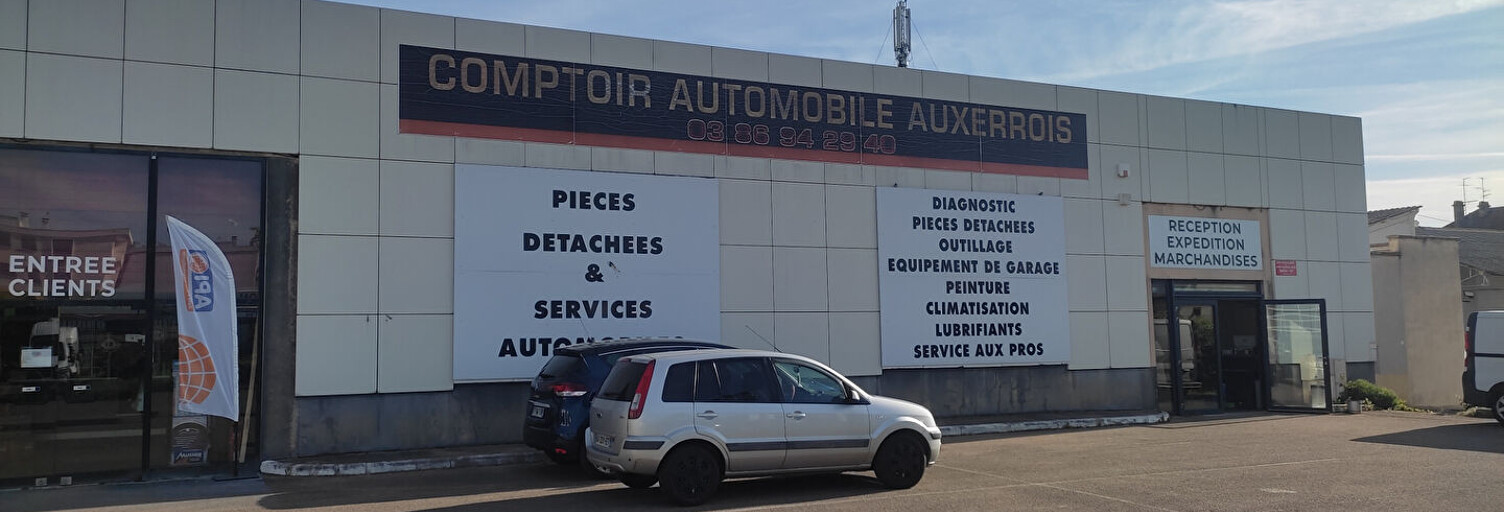 COMPTOIR AUTOMOBILE AUXERROIS
03 86 94 29 40
ENTREE
CLIENTS
API
PIECES
DETACHEES
&
SERVICES
DIAGNOSTIC
PIECES DETACHEES
OUTILLAGE
EQUIPEMENT DE GARAGE
PEINTURE
CLIMATISATION
LUBRIFIANTS
SERVICE AUX PROS
RECEPTION
EXPEDITION
MARCHANDISES